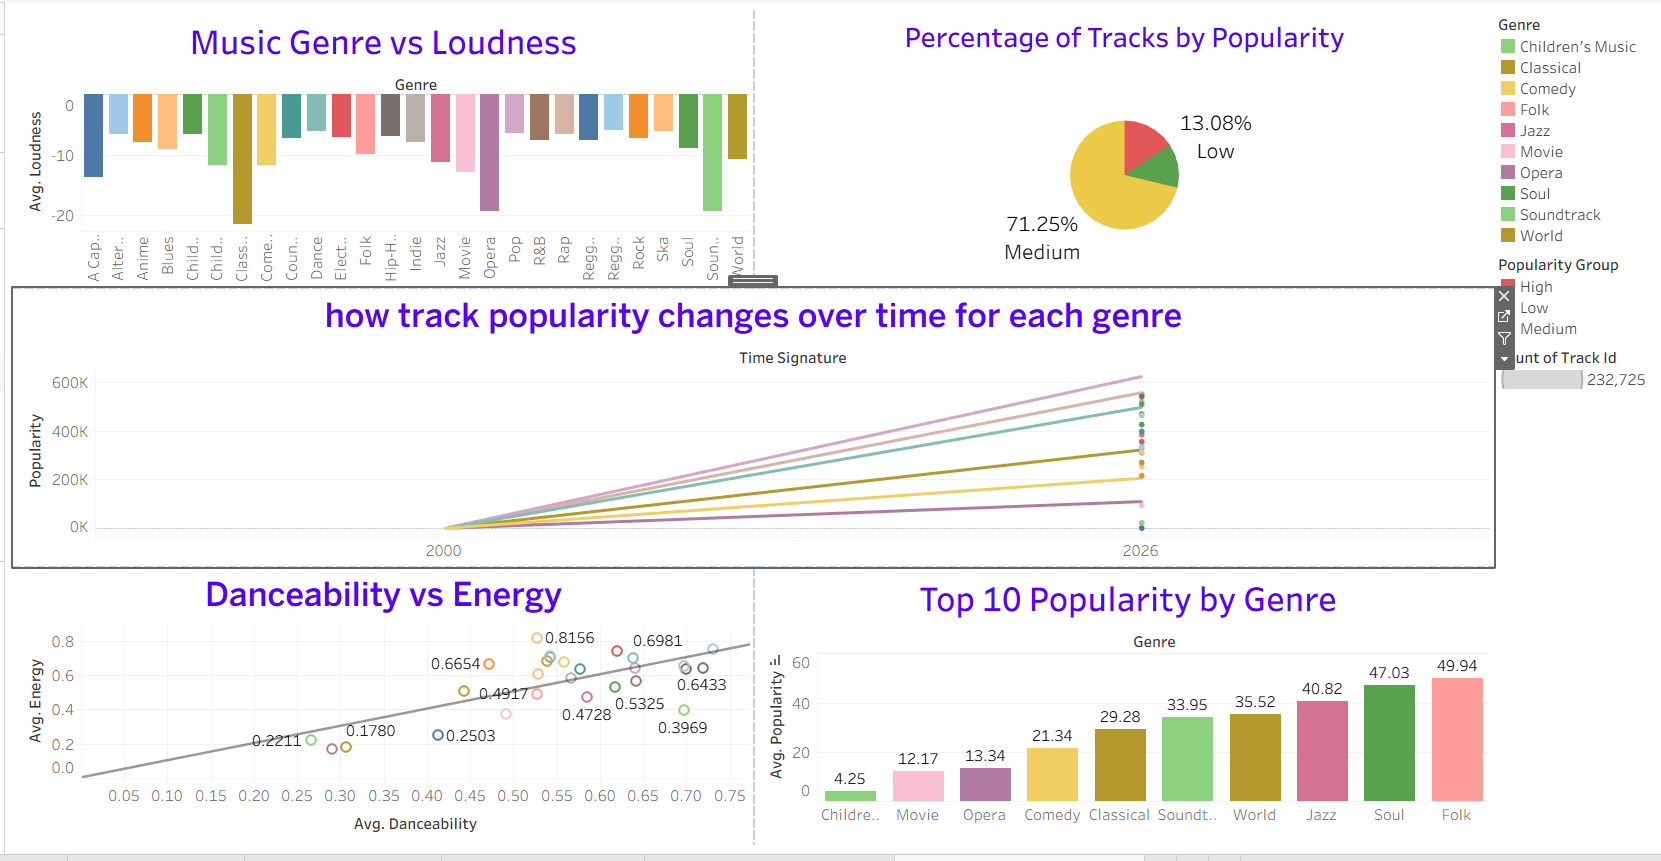 Music Genre vs Loudness
Genre
Avg. Loudness
0
-10
-20
A Cap..
Alter..
Anime
Blues
Child..
Child..
Class..
Come..
Coun..
Dance
Elect..
Folk
Hip-H..
Indie
Jazz
Movie
Opera
Pop
R&B
Rap
Regg..
Regg..
Rock
Ska
Soul
Soun..
World
Percentage of Tracks by Popularity
13.08%
Low
71.25%
Medium
Genre
Children's Music
Classical
Comedy
Folk
Jazz
Movie
Opera
Soul
Soundtrack
World
Popularity Group
High
Low
Medium
unt of Track Id
232,725
how track popularity changes over time for each genre
Time Signature
Popularity
600K
400K
200K
0K
2000
2026
Danceability vs Energy
Avg. Energy
0.8
0.6
0.4
0.2
0.0
0.8156
0.6981
0.6654
0.4917
0.6433
0.5325
0.4728
0.3969
0.1780
0.2211
0.2503
0.05
0.10
0.15
0.20
0.25
0.30
0.35
0.40
0.45
0.50
0.55
0.60
0.65
0.70
0.75
Avg. Danceability
Top 10 Popularity by Genre
Genre
Avg. Popularity
60
40
20
0
4.25
12.17
13.34
21.34
29.28
33.95
35.52
40.82
47.03
49.94
Childre..
Movie
Opera
Comedy
Classical
Soundt..
World
Jazz
Soul
Folk